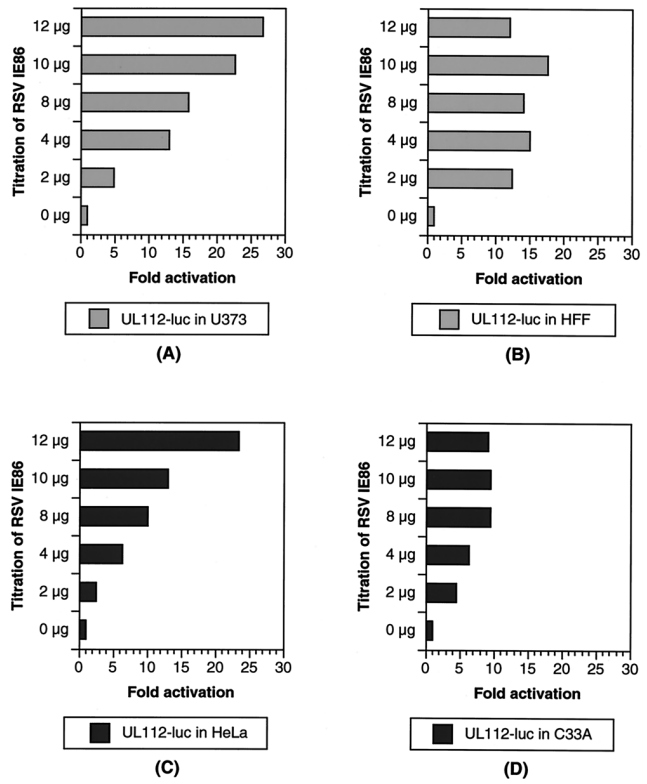 Titration of RSV IE86
12 µg
10 µg
8 µg
4 µg
2 µg
0 µg
0 5 10 15 20 25 30
Fold activation
UL112-luc in U373
(A)
Titration of RSV IE86
12 µg
10 µg
8 µg
4 µg
2 µg
0 µg
0 5 10 15 20 25 30
Fold activation
UL112-luc in HFF
(B)
Titration of RSV IE86
12 µg
10 µg
8 µg
4 µg
2 µg
0 µg
0 5 10 15 20 25 30
Fold activation
UL112-luc in HeLa
(C)
Titration of RSV IE86
12 µg
10 µg
8 µg
4 µg
2 µg
0 µg
0 5 10 15 20 25 30
Fold activation
UL112-luc in C33A
(D)